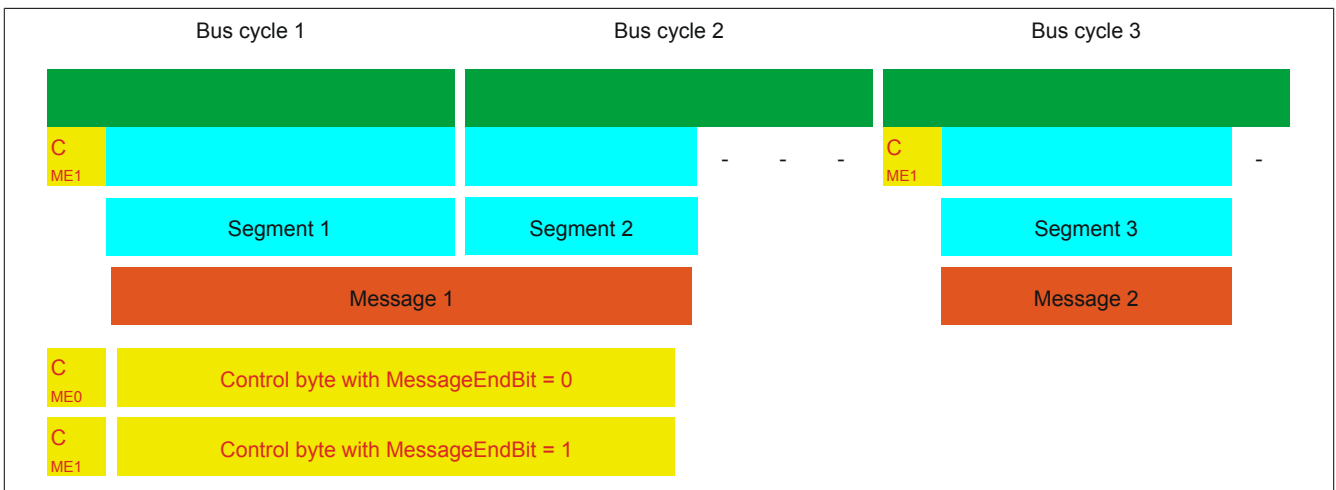 Bus cycle 1 Bus cycle 2 Bus cycle 3
C - - - C -
ME1 ME1
Segment 1 Segment 2 Segment 3
Message 1 Message 2
C
ME0
Control byte with MessageEndBit = 0
C
ME1
Control byte with MessageEndBit = 1